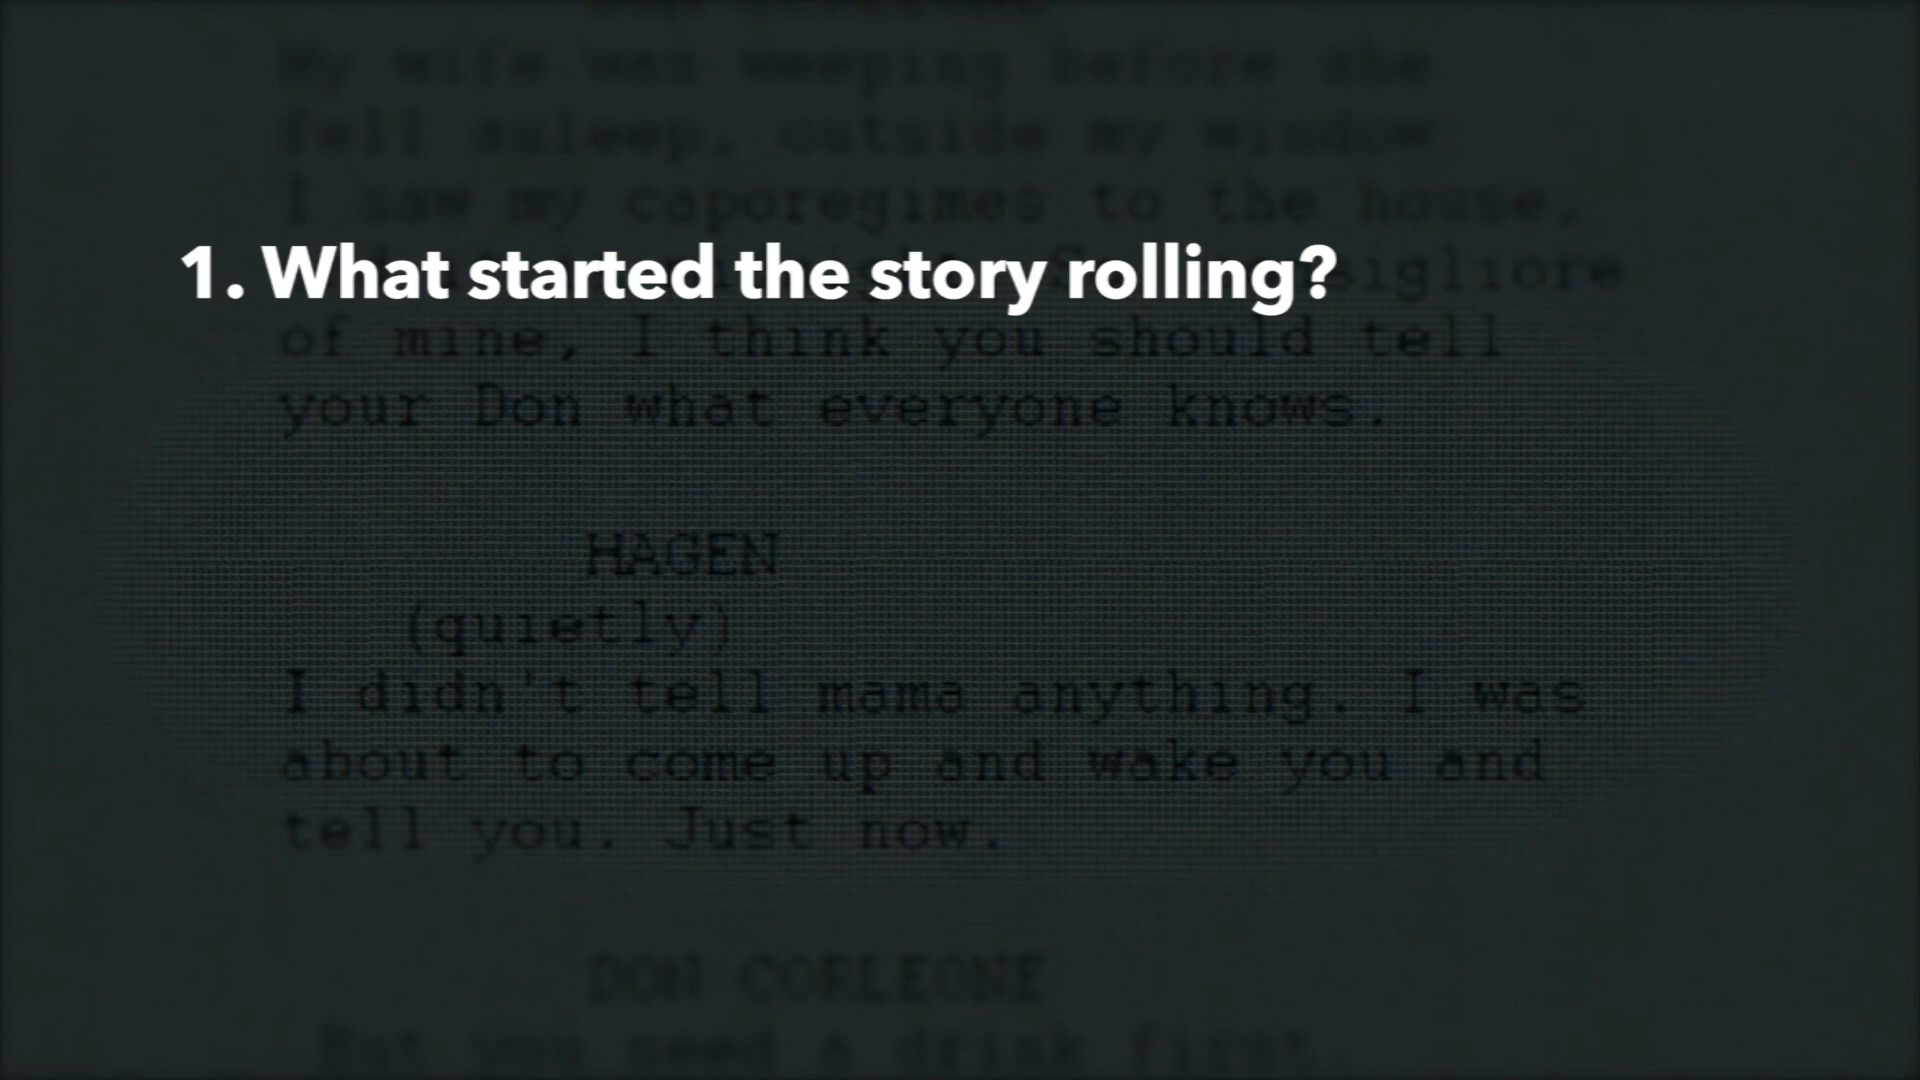 My wife was weeping before she
fell asleep, outside my window
I saw my caporegimes to the house,
1. What started the story rolling?
sigliore
of mine, I think you should tell
your Don what everyone knows.
HAGEN
(quietly)
I didn't tell mama anything. I was
about to come up and wake you and
tell you. Just now.
DON CORLEONE
But you need a drink first.